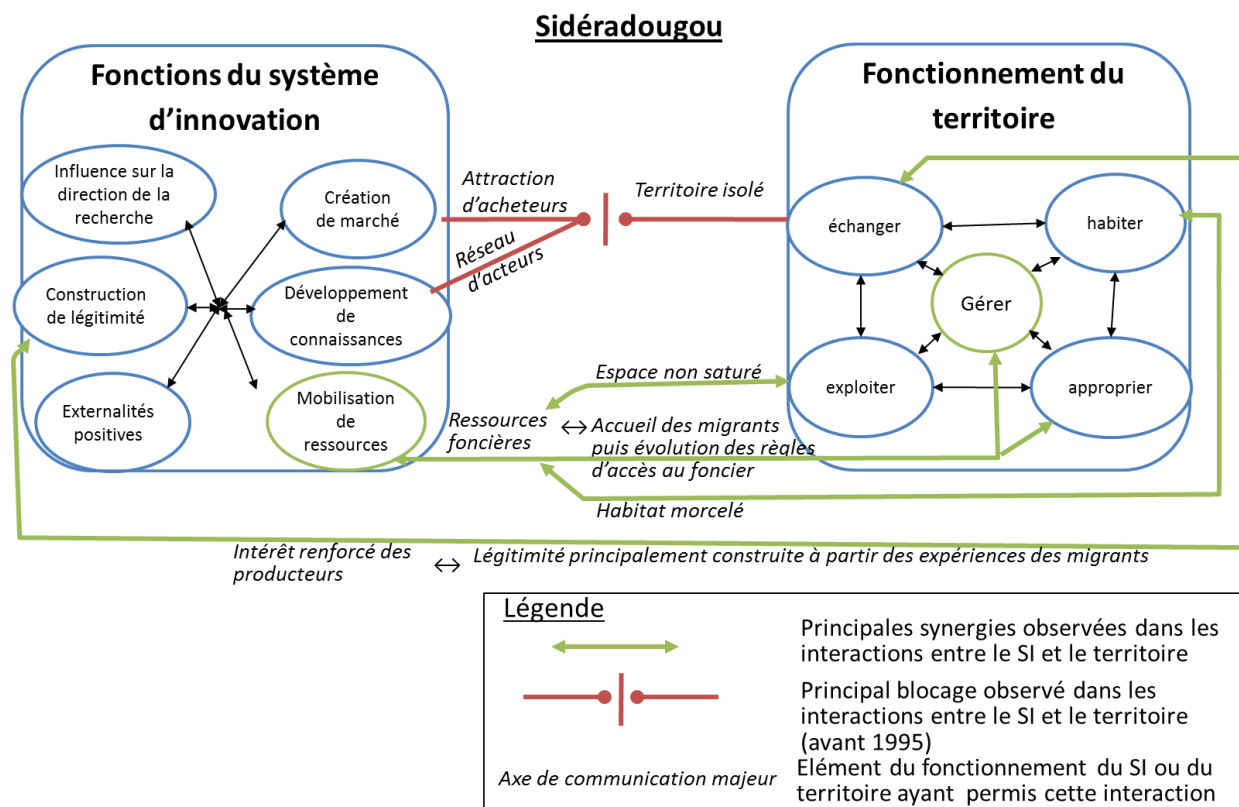 Sidéradougou
Fonctions du système
d’innovation
Influence sur la
direction de la
recherche
Création
de marché
Construction
de légitimité
Développement
de
connaissances
Externalités
positives
Mobilisation
de
ressources
Attraction
d’acheteurs
Réseau
d’acteurs
Territoire isolé
Fonctionnement du
territoire
échanger
habiter
Gérer
exploiter
approprier
Espace non saturé
Ressources
foncières
Accueil des migrants
puis évolution des règles
d’accès au foncier
Habitat morcelé
Intérêt renforcé des
producteurs
Légitimité principalement construite à partir des expériences des migrants
Légende
Principales synergies observées dans les
interactions entre le SI et le territoire
Principal blocage observé dans les
interactions entre le SI et le territoire
(avant 1995)
Axe de communication majeur
Elément du fonctionnement du SI ou du
territoire ayant permis cette interaction